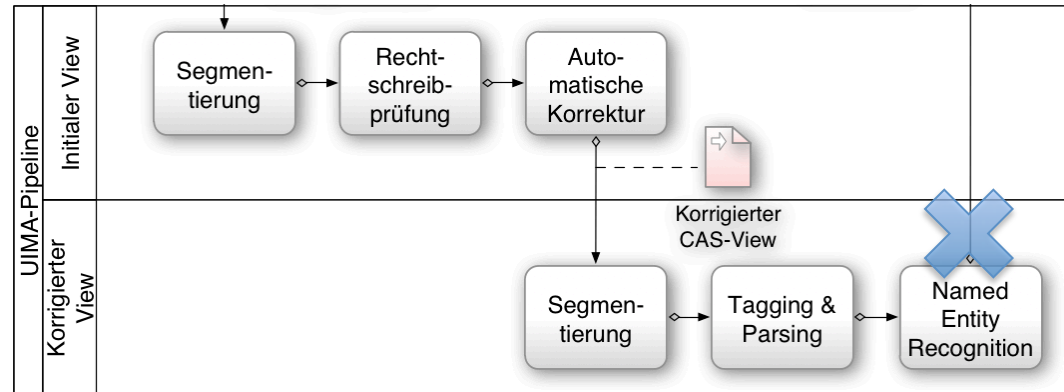 UIMA-Pipeline
Initialer View
Segmen-
tierung
Recht-
schreib-
prüfung
Auto-
matische
Korrektur
Korrigierter
CAS-View
Korrigierter
View
Segmen-
tierung
Tagging &
Parsing
Named
Entity
Recognition